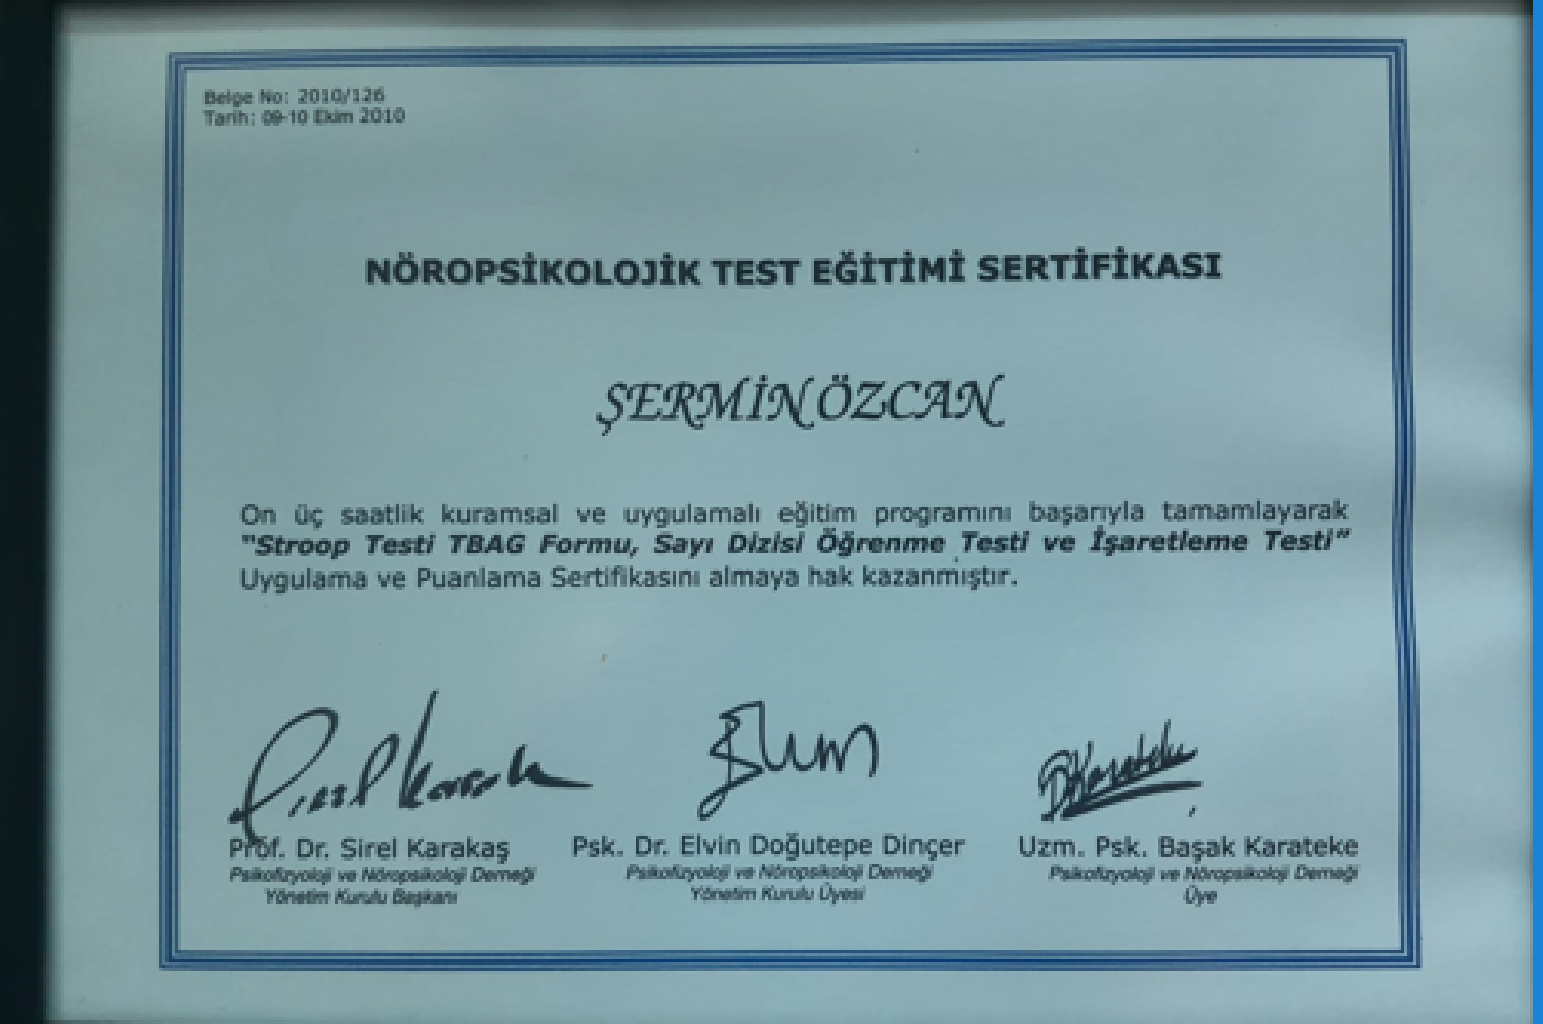 Belge No: 2010/126
Tarih: 09-10 Ekim 2010
NÖROPSİKOLOJİK TEST EĞİTİMİ SERTİFİKASI
ŞERMİN ÖZCAN
On üç saatlik kuramsal ve uygulamalı eğitim programını başarıyla tamamlayarak
"Stroop Testi TBAG Formu, Sayı Dizisi Öğrenme Testi ve İşaretleme Testi"
Uygulama ve Puanlama Sertifikasını almaya hak kazanmıştır.
Prof. Dr. Sirel Karakaş
Psikofizyoloji ve Nöropsikoloji Derneği
Yönetim Kurulu Başkanı
Psk. Dr. Elvin Doğutepe Dinçer
Psikofizyoloji ve Nöropsikoloji Derneği
Yönetim Kurulu Üyesi
Uzm. Psk. Başak Karateke
Psikofizyoloji ve Nöropsikoloji Derneği
Üye